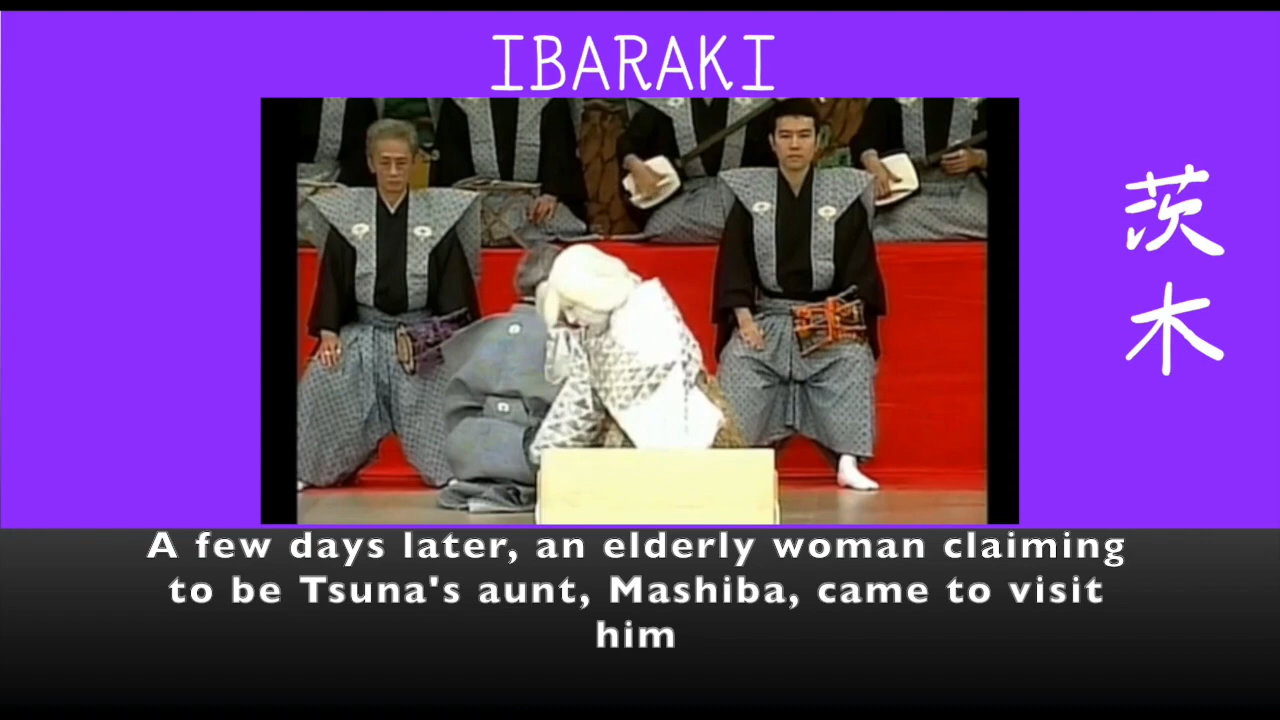 IBARAKI
茨木
A few days later, an elderly woman claiming
to be Tsuna's aunt, Mashiba, came to visit
him